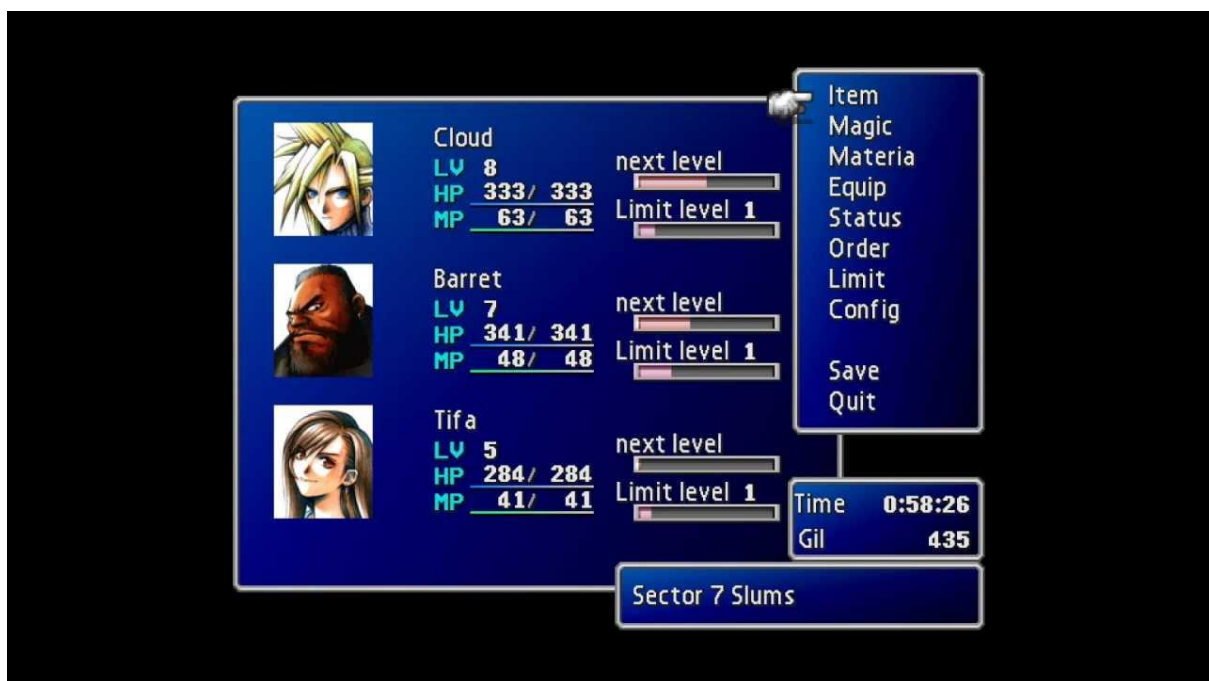 Cloud
LV 8
HP 333/ 333
MP 63/ 63
next level
Limit level 1
Barret
LV 7
HP 341/ 341
MP 48/ 48
next level
Limit level 1
Tifa
LV 5
HP 284/ 284
MP 41/ 41
next level
Limit level 1
Item
Magic
Materia
Equip
Status
Order
Limit
Config
Save
Quit
Time 0:58:26
Gil 435
Sector 7 Slums